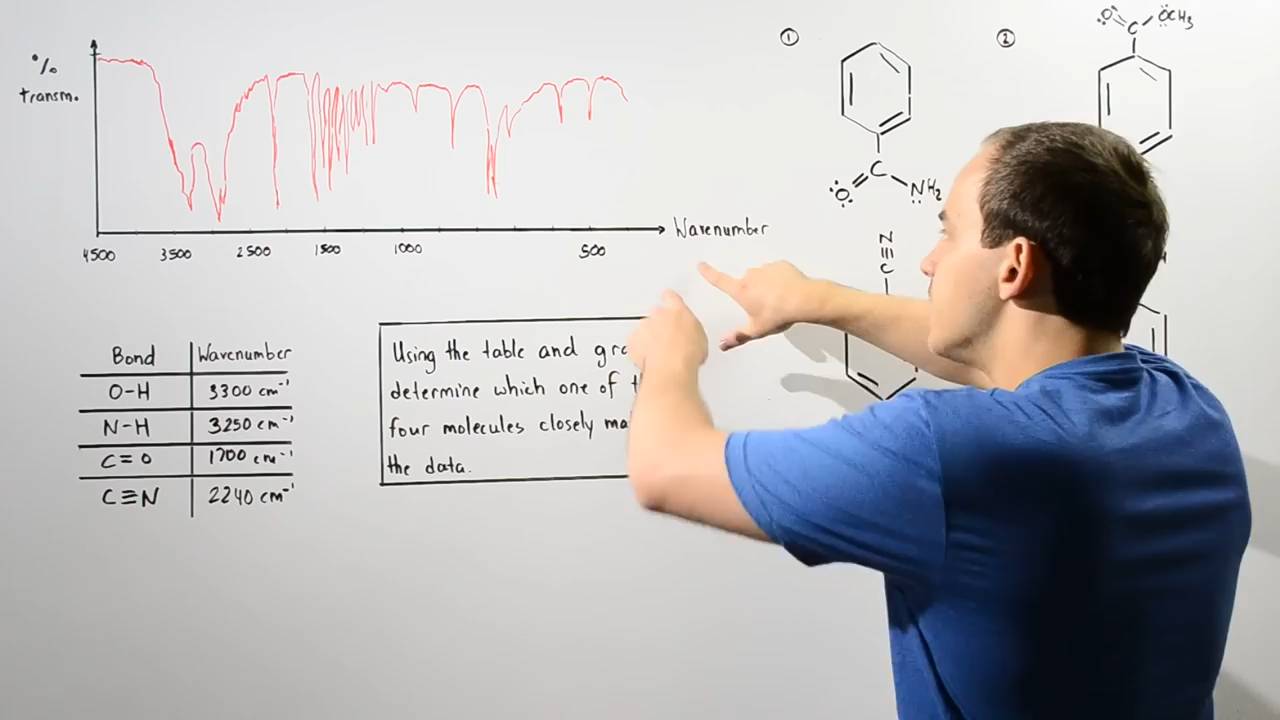 %
transm.
4500 3500 2500 1500 1000 500
Wavenumber
①
C
:O: NH₂
②
:O: :OCH₃
C
N
C
Bond Wavenumber
O-H 3300 cm⁻¹
N-H 3250 cm⁻¹
C=O 1700 cm⁻¹
C≡N 2240 cm⁻¹
Using the table and
determine which one of
four molecules closely
the data.